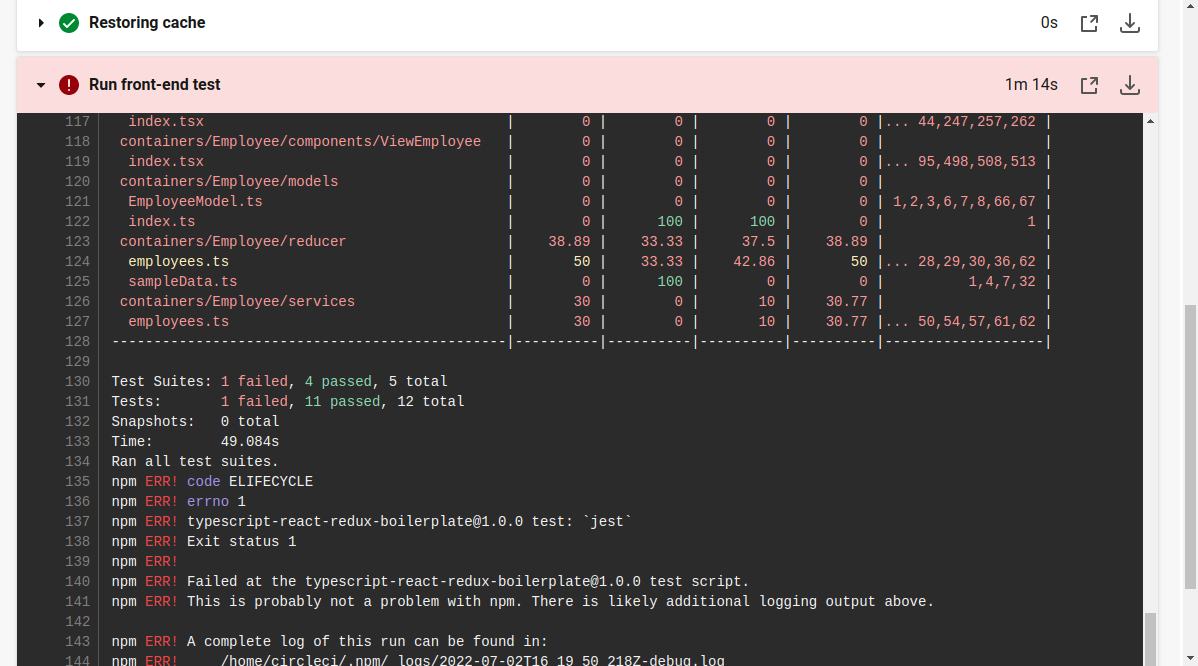 Restoring cache 0s
Run front-end test 1m 14s
117 index.tsx | 0 | 0 | 0 | 0 |... 44,247,257,262 |
118 containers/Employee/components/ViewEmployee | 0 | 0 | 0 | 0 | |
119 index.tsx | 0 | 0 | 0 | 0 |... 95,498,508,513 |
120 containers/Employee/models | 0 | 0 | 0 | 0 | |
121 EmployeeModel.ts | 0 | 0 | 0 | 0 | 1,2,3,6,7,8,66,67 |
122 index.ts | 0 | 100 | 100 | 0 | 1 |
123 containers/Employee/reducer | 38.89 | 33.33 | 37.5 | 38.89 | |
124 employees.ts | 50 | 33.33 | 42.86 | 50 |... 28,29,30,36,62 |
125 sampleData.ts | 0 | 100 | 0 | 0 | 1,4,7,32 |
126 containers/Employee/services | 30 | 0 | 10 | 30.77 | |
127 employees.ts | 30 | 0 | 10 | 30.77 |... 50,54,57,61,62 |
128 -----------------------------------------------|----------|----------|----------|----------|-------------------|
129
130 Test Suites: 1 failed, 4 passed, 5 total
131 Tests: 1 failed, 11 passed, 12 total
132 Snapshots: 0 total
133 Time: 49.084s
134 Ran all test suites.
135 npm ERR! code ELIFECYCLE
136 npm ERR! errno 1
137 npm ERR! typescript-react-redux-boilerplate@1.0.0 test: `jest`
138 npm ERR! Exit status 1
139 npm ERR!
140 npm ERR! Failed at the typescript-react-redux-boilerplate@1.0.0 test script.
141 npm ERR! This is probably not a problem with npm. There is likely additional logging output above.
142
143 npm ERR! A complete log of this run can be found in:
144 npm ERR! /home/circleci/.npm/_logs/2022-07-02T16_19_50_218Z-debug.log